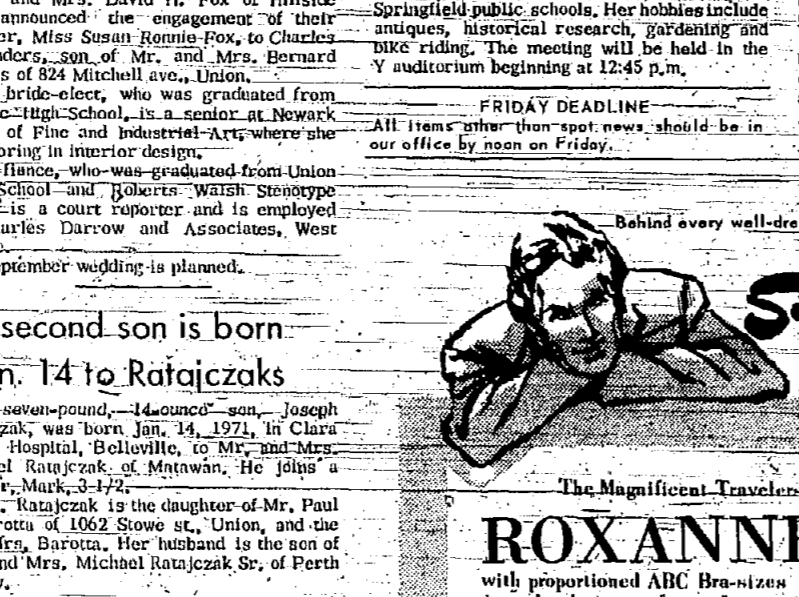 and Mrs. David H. Fox of Hillside
announced the engagement of their
er, Miss Susan Ronnie Fox, to Charles
nders, son of Mr. and Mrs. Bernard
s of 824 Mitchell ave., Union.
bride-elect, who was graduated from
c High School, is a senior at Newark
of Fine and Industrial Art, where she
oring in interior design.
fiance, who was graduated from Union
School and Roberts Walsh Stenotype
is a court reporter and is employed
arles Darrow and Associates, West
eptember wedding is planned.
second son is born
n. 14 to Ratajczaks
seven-pound, 14-ounce son, Joseph
zak, was born Jan. 14, 1971, in Clara
Hospital, Belleville, to Mr. and Mrs.
el Ratajczak of Matawan. He joins a
r, Mark, 3-1/2.
. Ratajczak is the daughter of Mr. Paul
rotta of 1062 Stowe st., Union, and the
Mrs. Barotta. Her husband is the son of
nd Mrs. Michael Ratajczak Sr. of Perth
y.
Springfield public schools. Her hobbies include
antiques, historical research, gardening and
bike riding. The meeting will be held in the
Y auditorium beginning at 12:45 p.m.
FRIDAY DEADLINE
All items other than spot news should be in
our office by noon on Friday.
Behind every well-dre
S
The Magnificent Traveler
ROXANNE
with proportioned ABC Bra-sizes